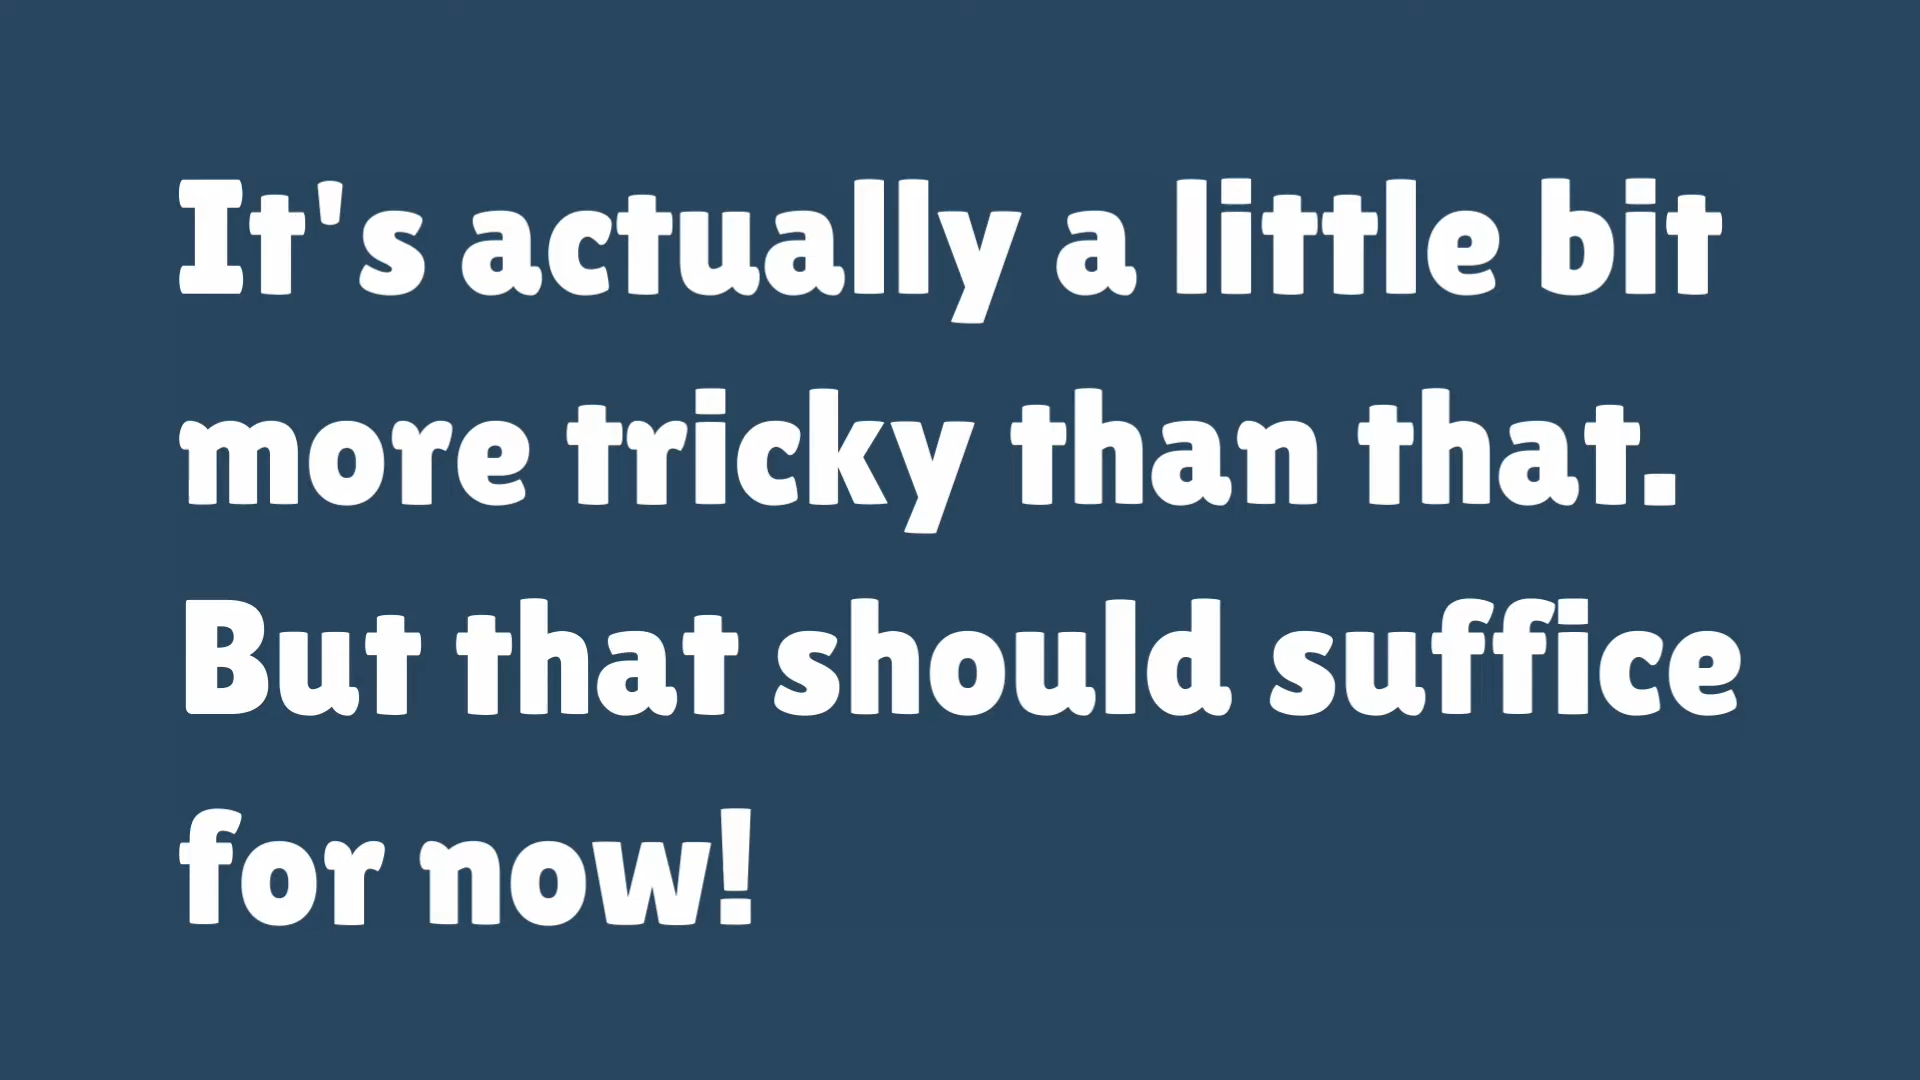 It's actually a little bit
more tricky than that.
But that should suffice
for now!